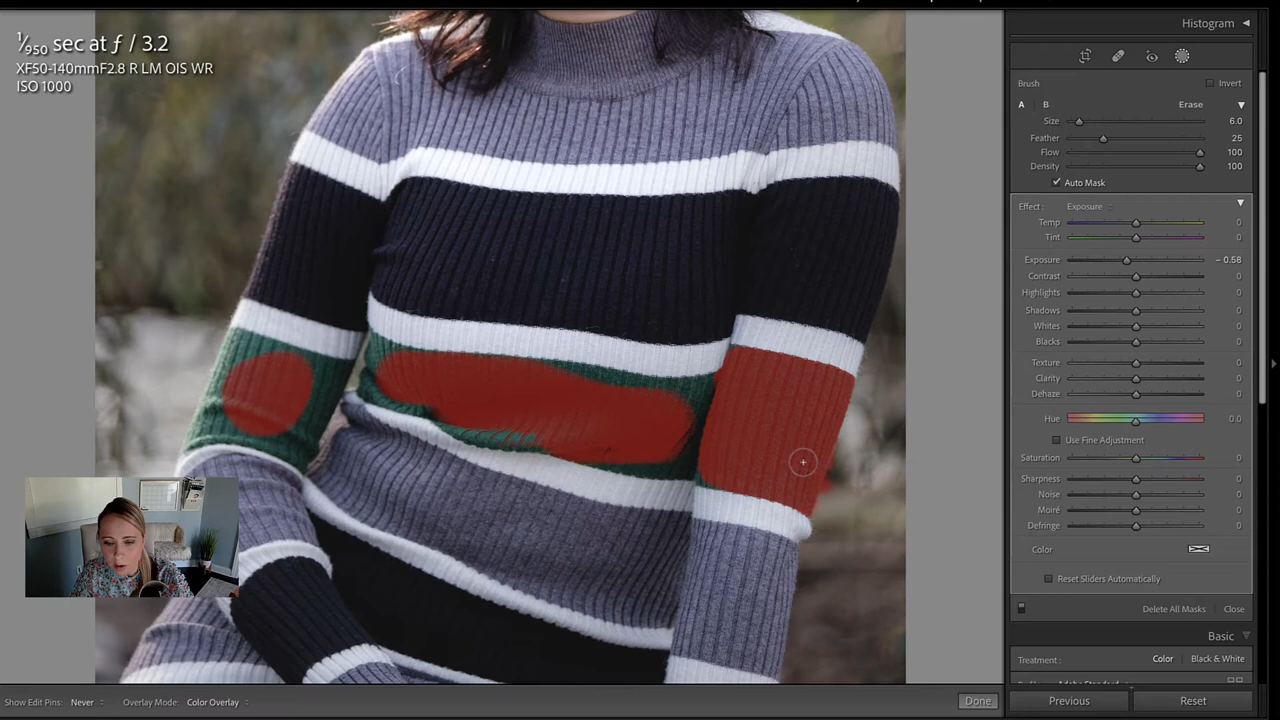 1/950 sec at ƒ / 3.2
XF50-140mmF2.8 R LM OIS WR
ISO 1000
Histogram
Brush Invert
A B Erase
Size 6.0
Feather 25
Flow 100
Density 100
Auto Mask
Effect : Exposure
Temp 0
Tint 0
Exposure – 0.58
Contrast 0
Highlights 0
Shadows 0
Whites 0
Blacks 0
Texture 0
Clarity 0
Dehaze 0
Hue 0.0
Use Fine Adjustment
Saturation 0
Sharpness 0
Noise 0
Moiré 0
Defringe 0
Color
Reset Sliders Automatically
Delete All Masks Close
Basic
Treatment : Color Black & White
Show Edit Pins: Never Overlay Mode: Color Overlay Done Previous Reset